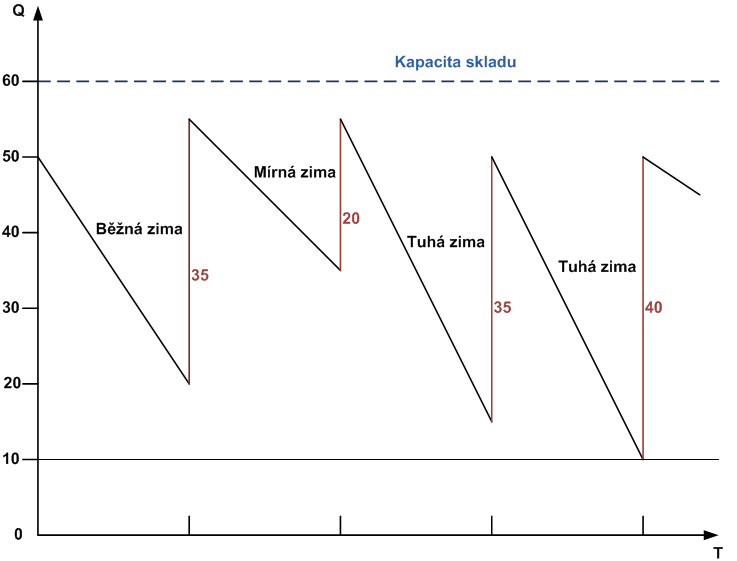 Q
Kapacita skladu
60
50
Mírná zima
20
40
Běžná zima
Tuhá zima
Tuhá zima
35
30
35
40
20
10
0
T